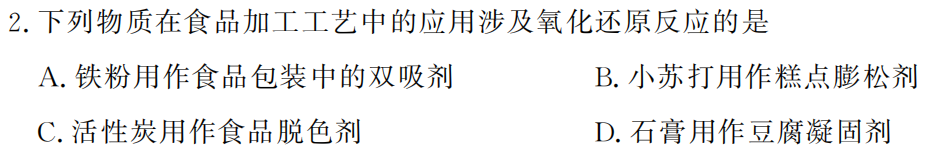 2. 下列物质在食品加工工艺中的应用涉及氧化还原反应的是
A. 铁粉用作食品包装中的双吸剂 B. 小苏打用作糕点膨松剂
C. 活性炭用作食品脱色剂 D. 石膏用作豆腐凝固剂